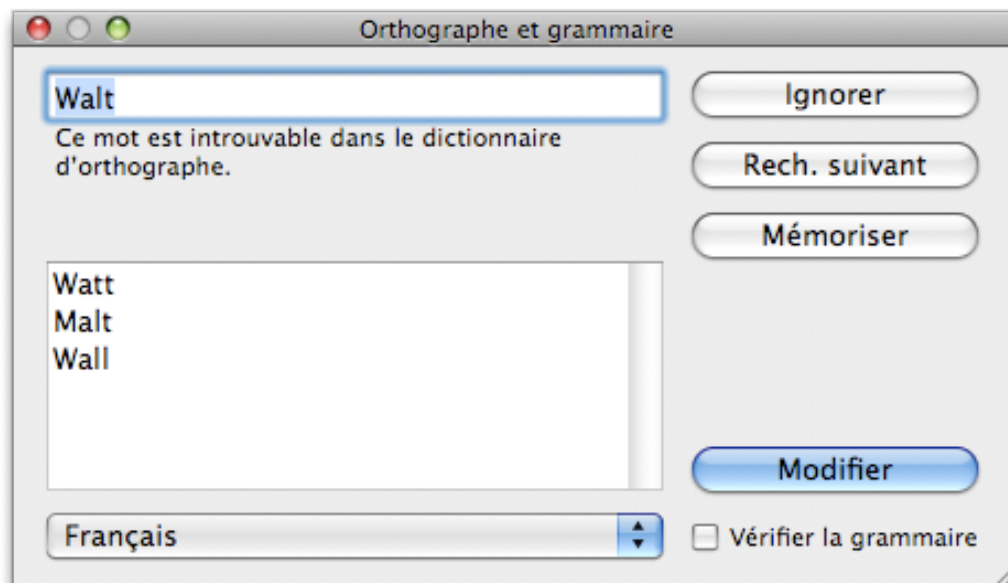 Orthographe et grammaire
Walt
Ce mot est introuvable dans le dictionnaire
d'orthographe.
Ignorer
Rech. suivant
Mémoriser
Watt
Malt
Wall
Modifier
Français
Vérifier la grammaire